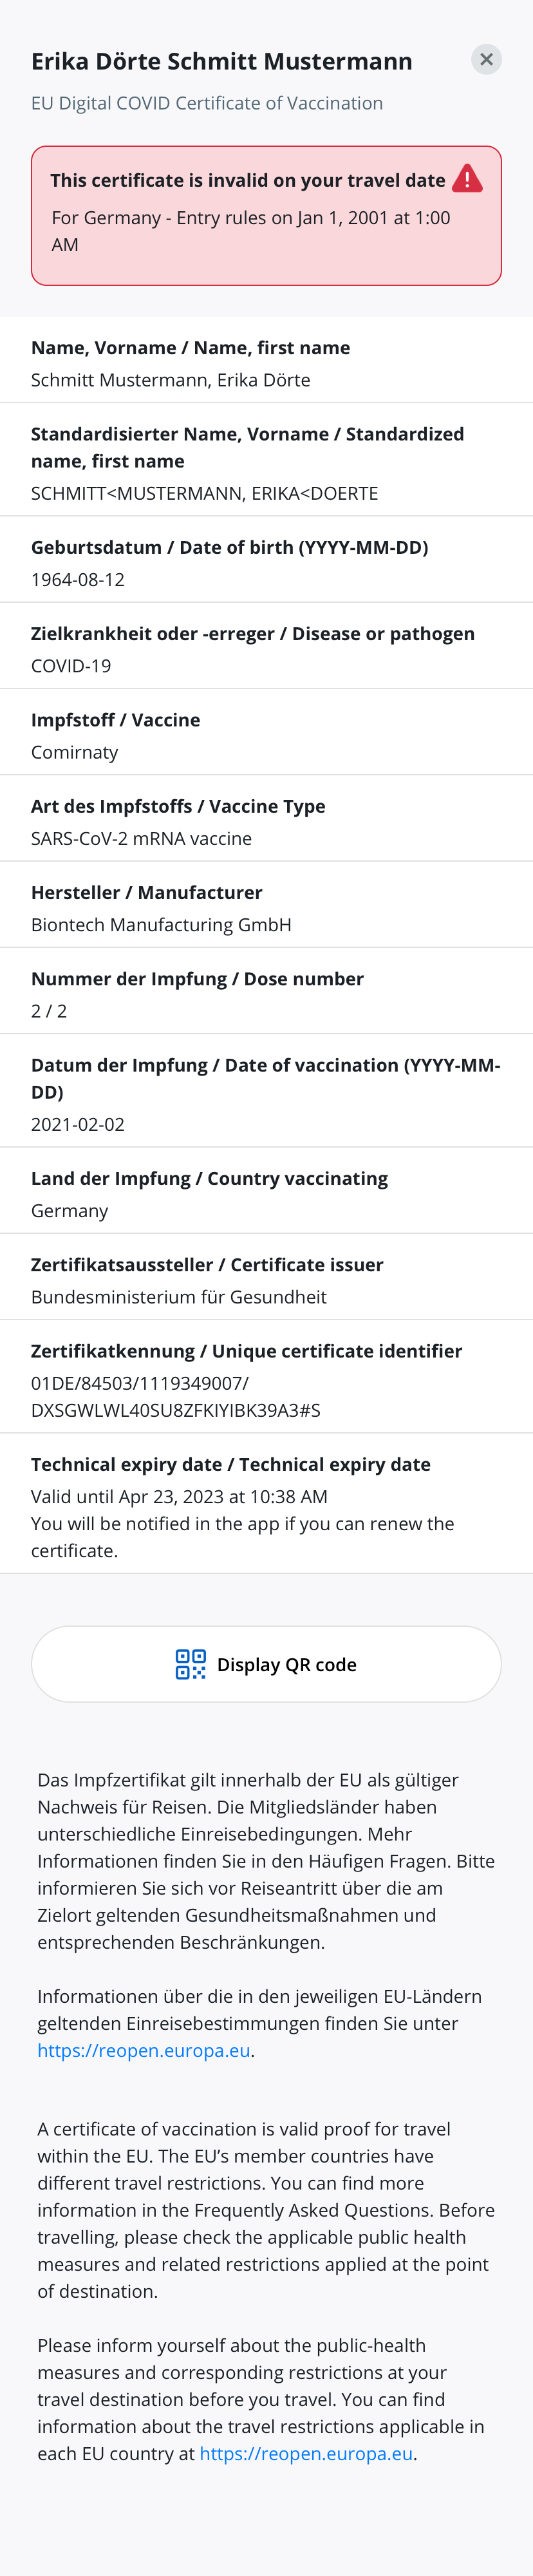 Erika Dörte Schmitt Mustermann
EU Digital COVID Certificate of Vaccination
This certificate is invalid on your travel date
For Germany - Entry rules on Jan 1, 2001 at 1:00
AM
Name, Vorname / Name, first name
Schmitt Mustermann, Erika Dörte
Standardisierter Name, Vorname / Standardized
name, first name
SCHMITT<MUSTERMANN, ERIKA<DOERTE
Geburtsdatum / Date of birth (YYYY-MM-DD)
1964-08-12
Zielkrankheit oder -erreger / Disease or pathogen
COVID-19
Impfstoff / Vaccine
Comirnaty
Art des Impfstoffs / Vaccine Type
SARS-CoV-2 mRNA vaccine
Hersteller / Manufacturer
Biontech Manufacturing GmbH
Nummer der Impfung / Dose number
2 / 2
Datum der Impfung / Date of vaccination (YYYY-MM-
DD)
2021-02-02
Land der Impfung / Country vaccinating
Germany
Zertifikatsaussteller / Certificate issuer
Bundesministerium für Gesundheit
Zertifikatkennung / Unique certificate identifier
01DE/84503/1119349007/
DXSGWLWL40SU8ZFKIYIBK39A3#S
Technical expiry date / Technical expiry date
Valid until Apr 23, 2023 at 10:38 AM
You will be notified in the app if you can renew the
certificate.
Display QR code
Das Impfzertifikat gilt innerhalb der EU als gültiger
Nachweis für Reisen. Die Mitgliedsländer haben
unterschiedliche Einreisebedingungen. Mehr
Informationen finden Sie in den Häufigen Fragen. Bitte
informieren Sie sich vor Reiseantritt über die am
Zielort geltenden Gesundheitsmaßnahmen und
entsprechenden Beschränkungen.
Informationen über die in den jeweiligen EU-Ländern
geltenden Einreisebestimmungen finden Sie unter
https://reopen.europa.eu.
A certificate of vaccination is valid proof for travel
within the EU. The EU’s member countries have
different travel restrictions. You can find more
information in the Frequently Asked Questions. Before
travelling, please check the applicable public health
measures and related restrictions applied at the point
of destination.
Please inform yourself about the public-health
measures and corresponding restrictions at your
travel destination before you travel. You can find
information about the travel restrictions applicable in
each EU country at https://reopen.europa.eu.